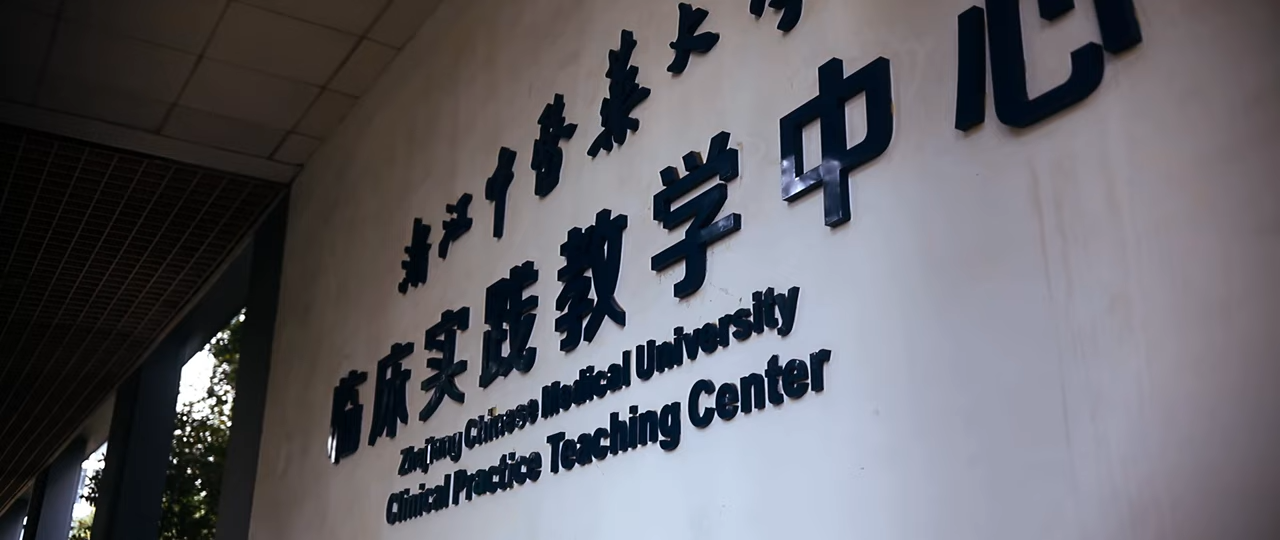 浙江中医药大学
临床实践教学中心
Zhejiang Chinese Medical University
Clinical Practice Teaching Center